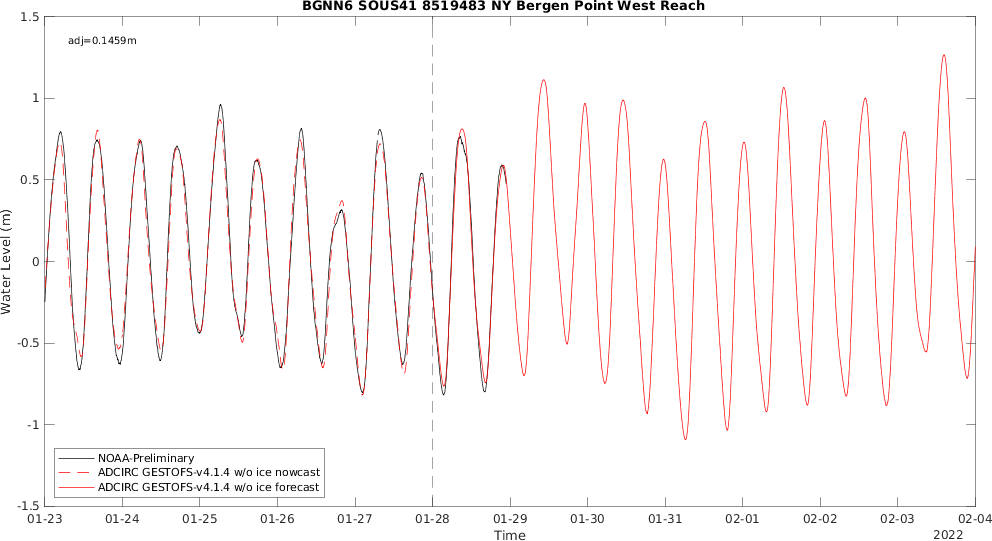 BGNN6 SOUS41 8519483 NY Bergen Point West Reach
adj=0.1459m
1.5
1
0.5
0
-0.5
-1
-1.5
Water Level (m)
NOAA-Preliminary
ADCIRC GESTOFS-v4.1.4 w/o ice nowcast
ADCIRC GESTOFS-v4.1.4 w/o ice forecast
01-23 01-24 01-25 01-26 01-27 01-28 01-29 01-30 01-31 02-01 02-02 02-03 02-04
Time
2022